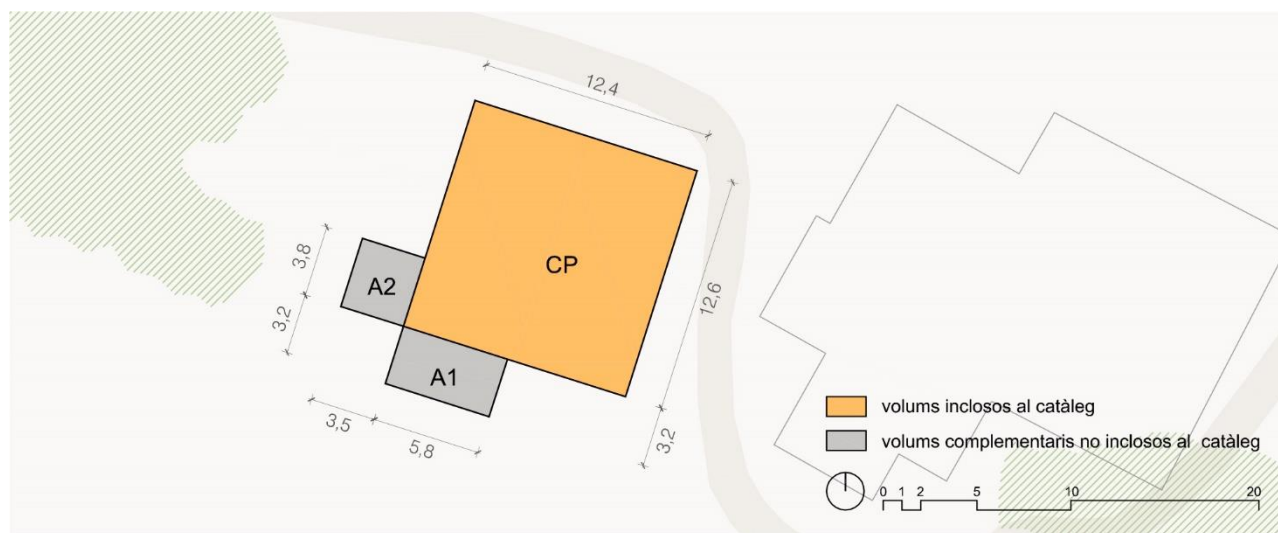 12,4
3,8
A2
CP
3,2
12,6
A1
3,5
5,8
3,2
volums inclosos al catàleg
volums complementaris no inclosos al catàleg
0 1 2 5 10 20